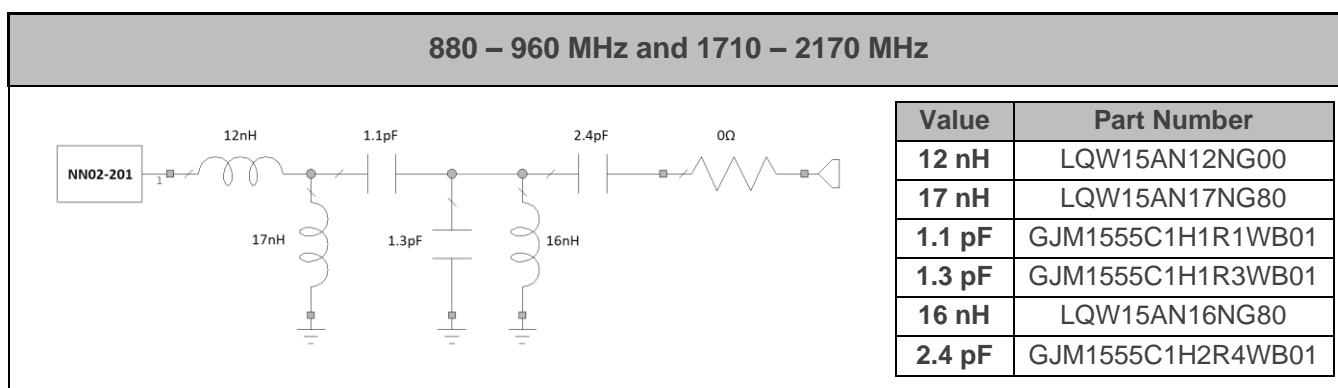 880 – 960 MHz and 1710 – 2170 MHz
12nH 1.1pF 2.4pF 0Ω
NN02-201 1
17nH 1.3pF 16nH
Value Part Number
12 nH LQW15AN12NG00
17 nH LQW15AN17NG80
1.1 pF GJM1555C1H1R1WB01
1.3 pF GJM1555C1H1R3WB01
16 nH LQW15AN16NG80
2.4 pF GJM1555C1H2R4WB01